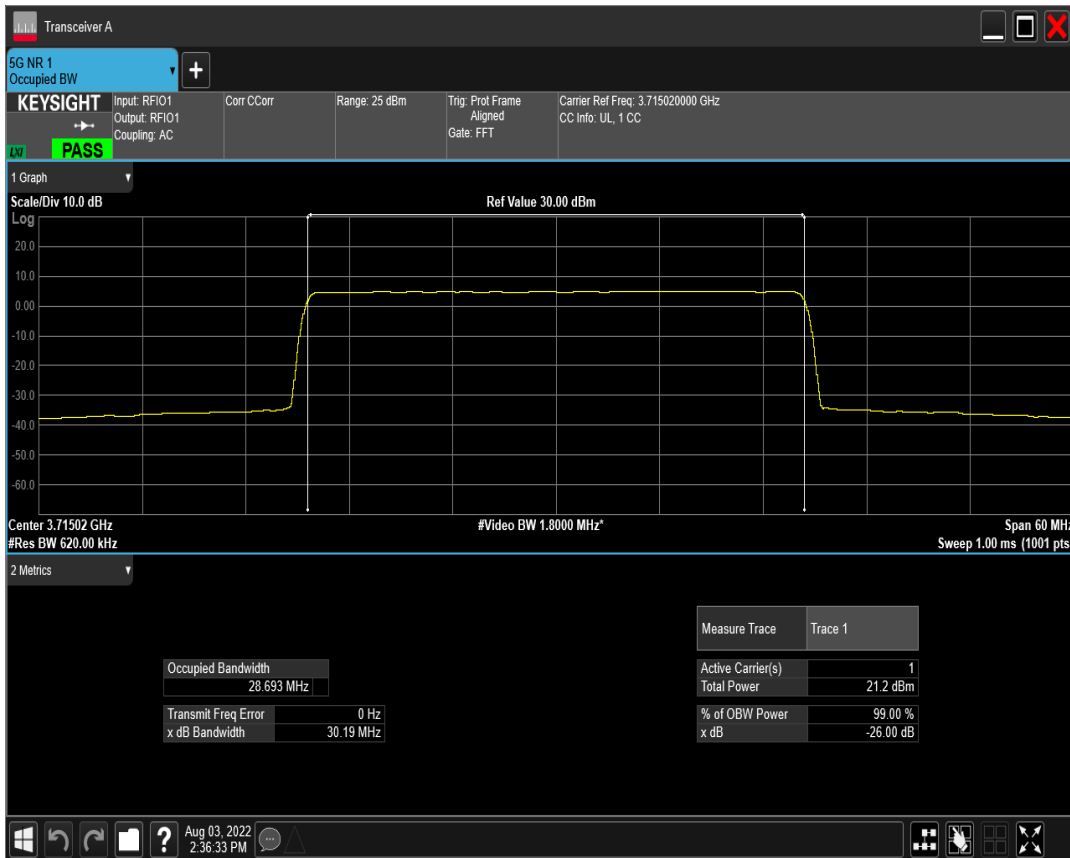 Transceiver A
5G NR 1
Occupied BW
+
KEYSIGHT
LXI
PASS
Input: RFIO1
Output: RFIO1
Coupling: AC
Corr CCorr
Range: 25 dBm
Trig: Prot Frame
Aligned
Gate: FFT
Carrier Ref Freq: 3.715020000 GHz
CC Info: UL, 1 CC
1 Graph
Scale/Div 10.0 dB
Ref Value 30.00 dBm
Log
20.0
10.0
0.00
-10.0
-20.0
-30.0
-40.0
-50.0
-60.0
Center 3.71502 GHz
#Video BW 1.8000 MHz*
Span 60 MHz
#Res BW 620.00 kHz
Sweep 1.00 ms (1001 pts
2 Metrics
Measure Trace Trace 1
Occupied Bandwidth
28.693 MHz
Active Carrier(s) 1
Total Power 21.2 dBm
Transmit Freq Error 0 Hz
x dB Bandwidth 30.19 MHz
% of OBW Power 99.00 %
x dB -26.00 dB
?
Aug 03, 2022
2:36:33 PM